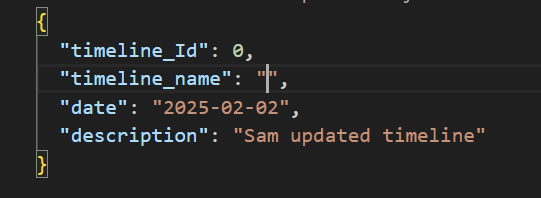 {
"timeline_Id": 0,
"timeline_name": "",
"date": "2025-02-02",
"description": "Sam updated timeline"
}